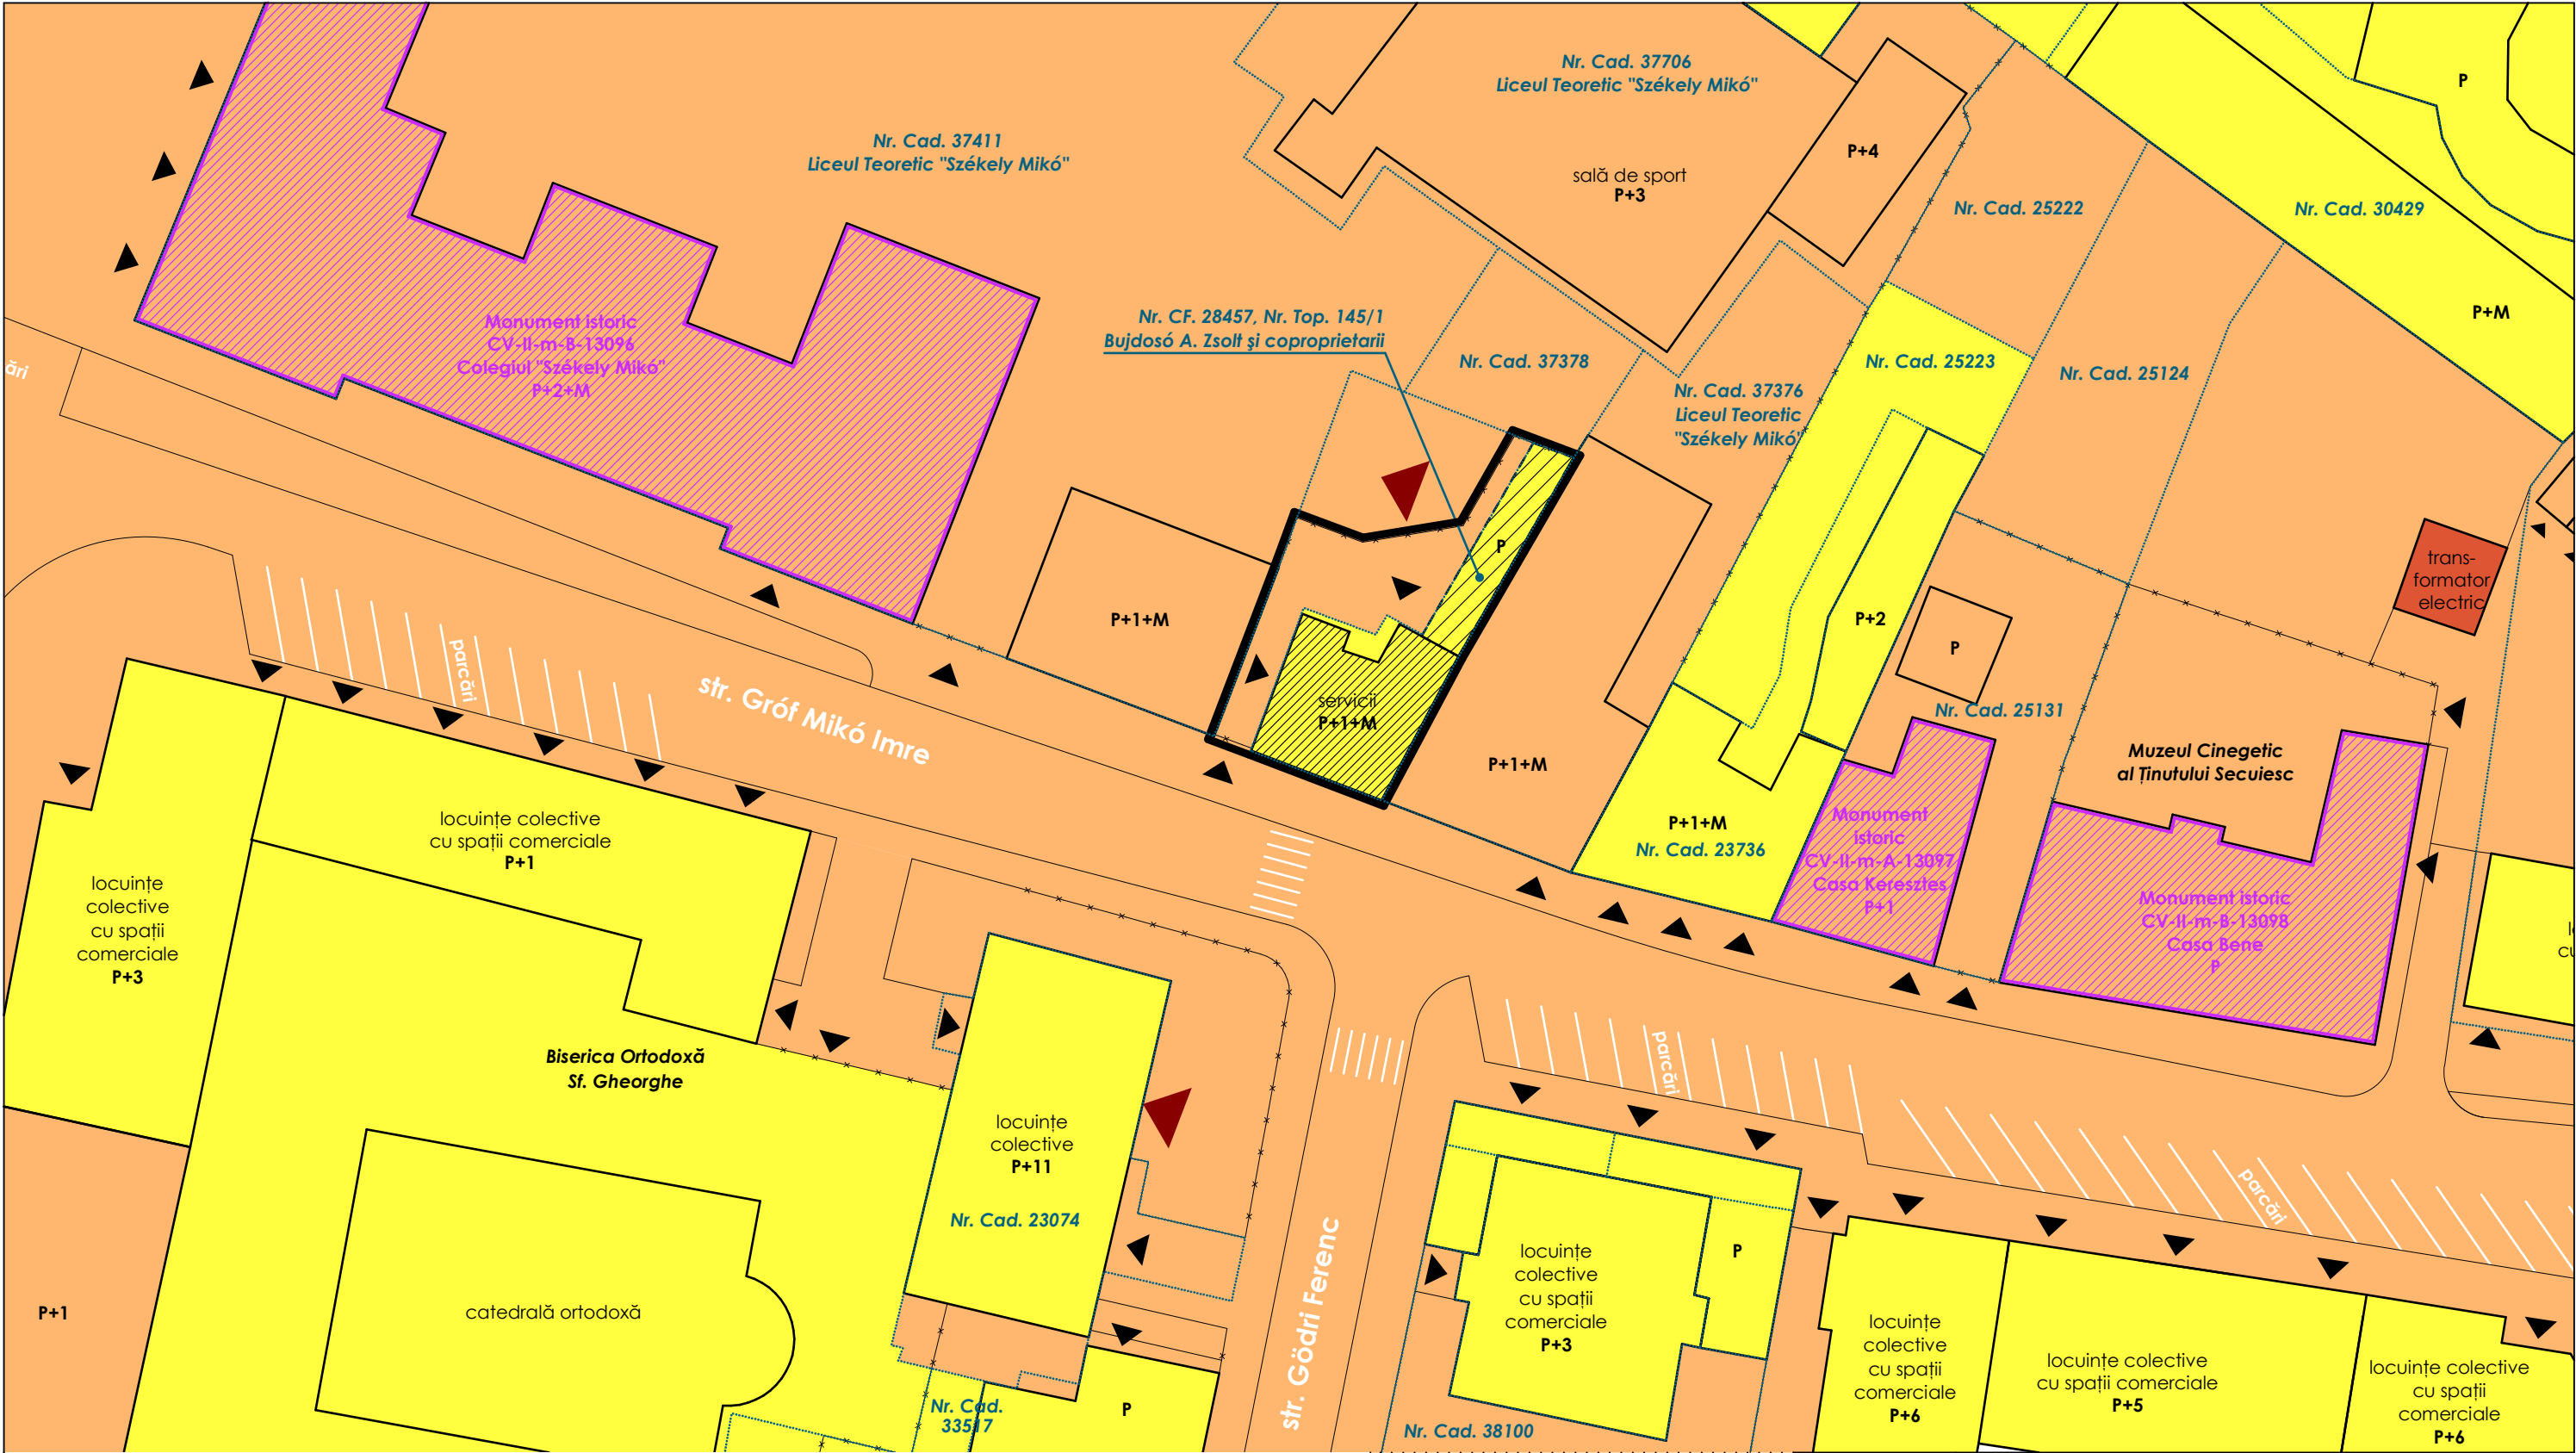 Nr. Cad. 37706
Liceul Teoretic "Székely Mikó"
P
Nr. Cad. 37411
Liceul Teoretic "Székely Mikó"
P+4
sală de sport
P+3
Nr. Cad. 25222
Nr. Cad. 30429
P+M
Monument istoric
CV-II-m-B-13096
Colegiul "Székely Mikó"
P+2+M
Nr. CF. 28457, Nr. Top. 145/1
Bujdosó A. Zsolt şi coproprietarii
Nr. Cad. 37378
Nr. Cad. 25223
Nr. Cad. 25124
ări
Nr. Cad. 37376
Liceul Teoretic
"Székely Mikó"
P
trans-
formator
electric
P+1+M
P+2
P
parcări
str. Gróf Mikó Imre
servicii
P+1+M
Nr. Cad. 25131
P+1+M
Muzeul Cinegetic
al Ținutului Secuiesc
locuințe colective
cu spații comerciale
P+1
P+1+M
Nr. Cad. 23736
Monument
istoric
CV-II-m-A-13097
Casa Keresztes
P+1
locuințe
colective
cu spații
comerciale
P+3
Monument istoric
CV-II-m-B-13098
Casa Bene
P
Biserica Ortodoxă
Sf. Gheorghe
parcări
locuințe
colective
P+11
Nr. Cad. 23074
parcări
str. Gödri Ferenc
locuințe
colective
cu spații
comerciale
P+3
P
catedrală ortodoxă
P+1
locuințe
colective
cu spații
comerciale
P+6
locuințe colective
cu spații comerciale
P+5
locuințe colective
cu spații
comerciale
P+6
Nr. Cad.
33517
P
Nr. Cad. 38100